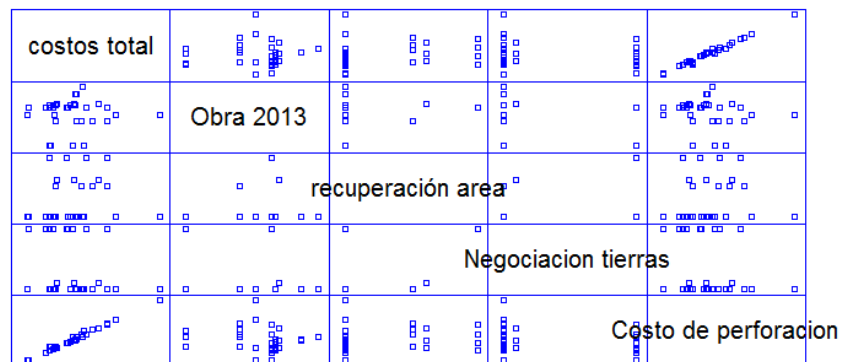 costos total
Obra 2013
recuperación area
Negociacion tierras
Costo de perforacion